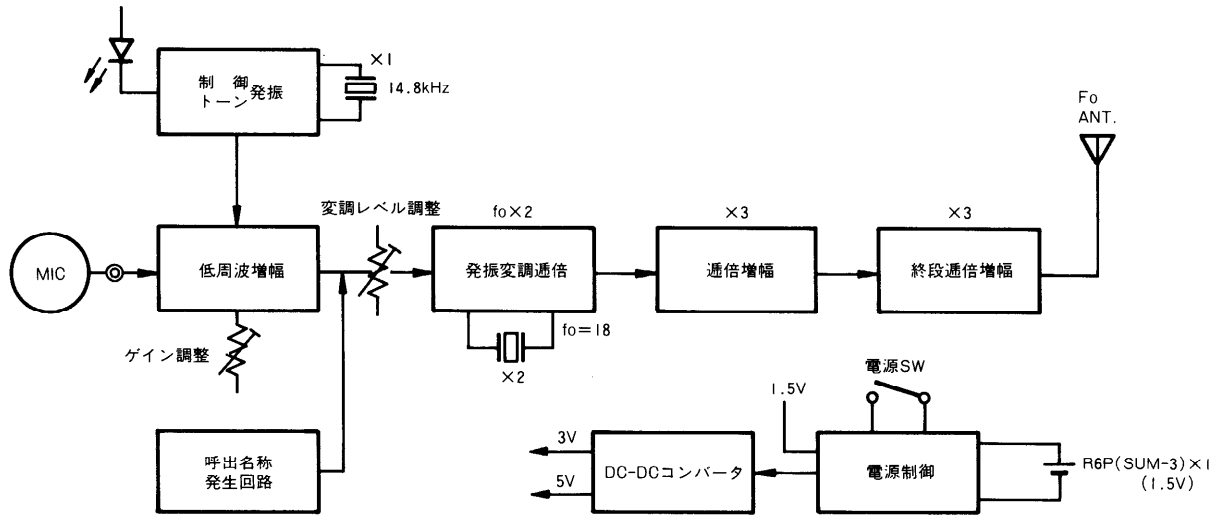 ×1
制御
トーン発振
14.8kHz
Fo
ANT.
変調レベル調整
fo×2
×3
×3
MIC
低周波増幅
発振変調逓倍
逓倍増幅
終段逓倍増幅
fo=18
×2
ゲイン調整
電源SW
1.5V
呼出名称
発生回路
3V
5V
DC-DCコンバータ
電源制御
R6P(SUM-3)×1
(1.5V)